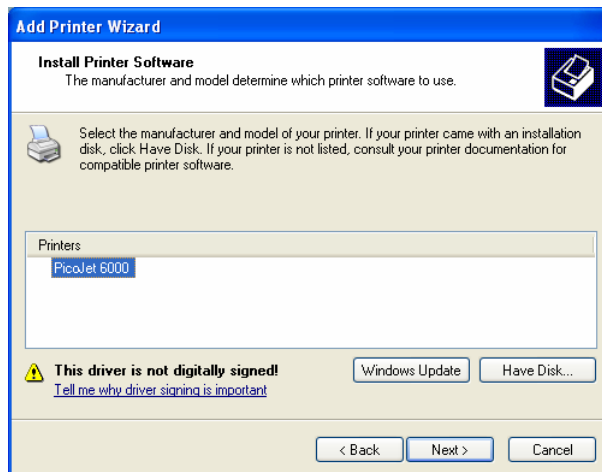 Add Printer Wizard
Install Printer Software
The manufacturer and model determine which printer software to use.
Select the manufacturer and model of your printer. If your printer came with an installation
disk, click Have Disk. If your printer is not listed, consult your printer documentation for
compatible printer software.
Printers
PicoJet 6000
This driver is not digitally signed!
Tell me why driver signing is important
Windows Update
Have Disk...
< Back
Next >
Cancel